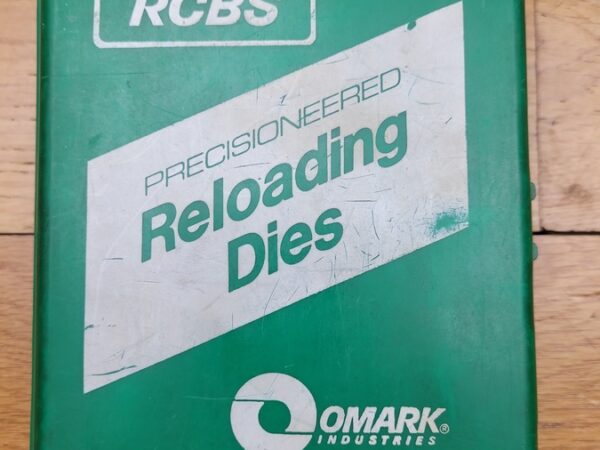 RCBS
PRECISIONEERED
Reloading
Dies
OMARK®
INDUSTRIES